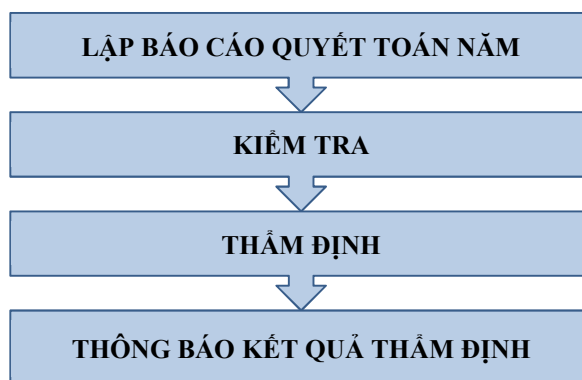 LẬP BÁO CÁO QUYẾT TOÁN NĂM
KIỂM TRA
THẨM ĐỊNH
THÔNG BÁO KẾT QUẢ THẨM ĐỊNH